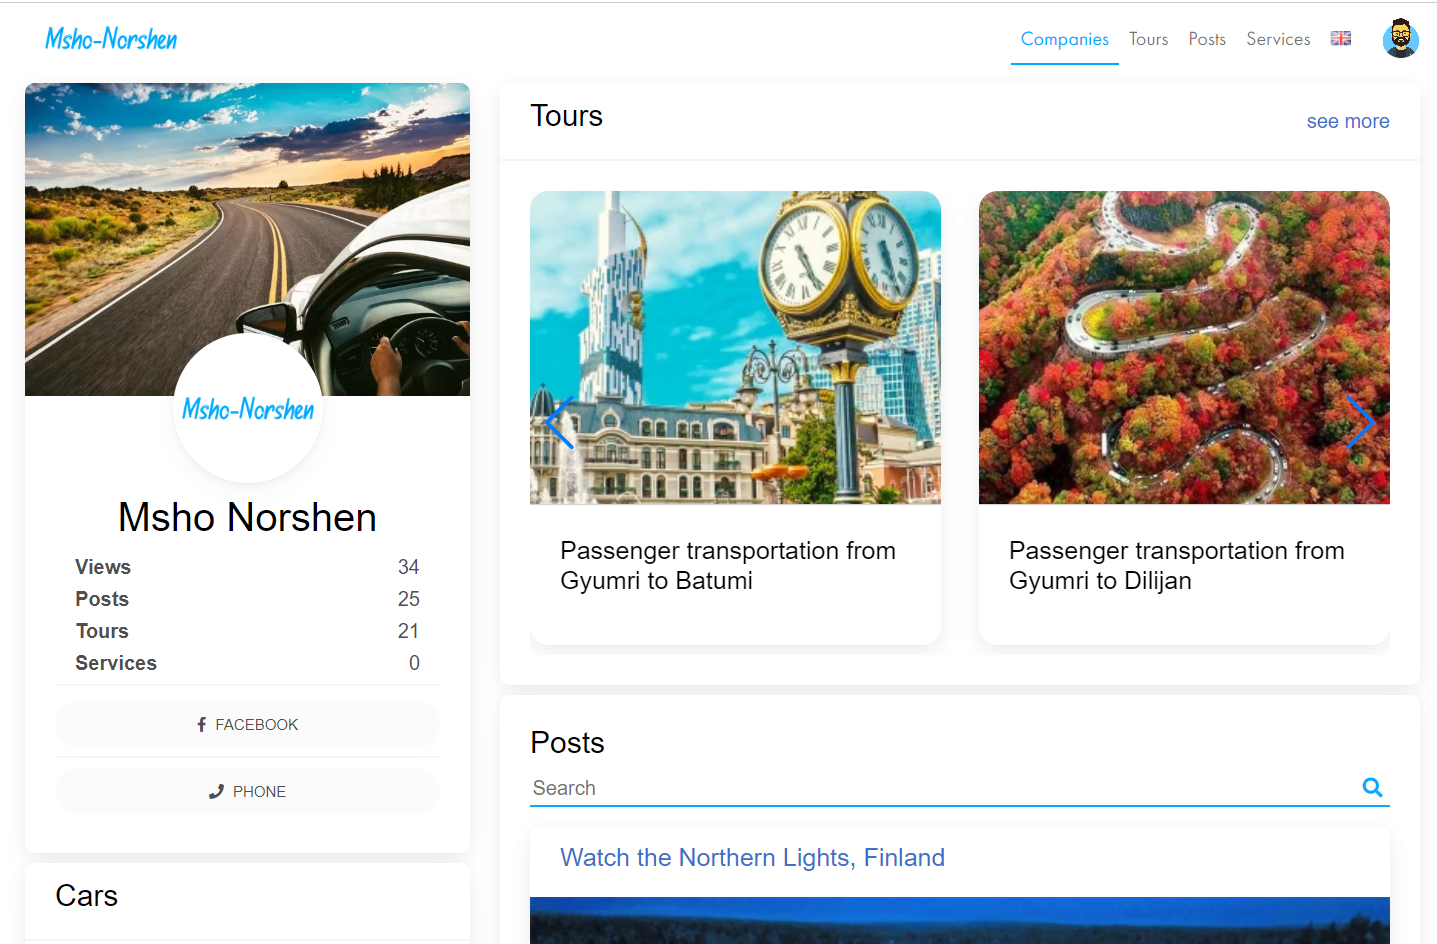 Msho-Norshen
Companies
Tours
Posts
Services
Msho-Norshen
Msho Norshen
Views 34
Posts 25
Tours 21
Services 0
FACEBOOK
PHONE
Cars
Tours
see more
Passenger transportation from
Gyumri to Batumi
Passenger transportation from
Gyumri to Dilijan
Posts
Search
Watch the Northern Lights, Finland